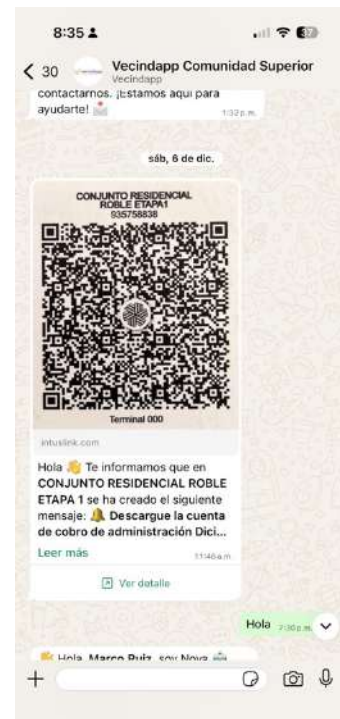 8:35
37
30
Vecindapp Comunidad Superior
Vecindapp
contactarnos. ¡Estamos aquí para
ayudarte!
1:32 p.m.
sáb, 6 de dic.
CONJUNTO RESIDENCIAL
ROBLE ETAPA1
935758838
Terminal 000
intuslink.com
Hola 👋 Te informamos que en
CONJUNTO RESIDENCIAL ROBLE
ETAPA 1 se ha creado el siguiente
mensaje: 🔔 Descargue la cuenta
de cobro de administración Dici...
Leer más
11:46 a.m.
Ver detalle
Hola
7:30 p.m.
👋 Hola, Marco Ruiz, soy Nova 🤖